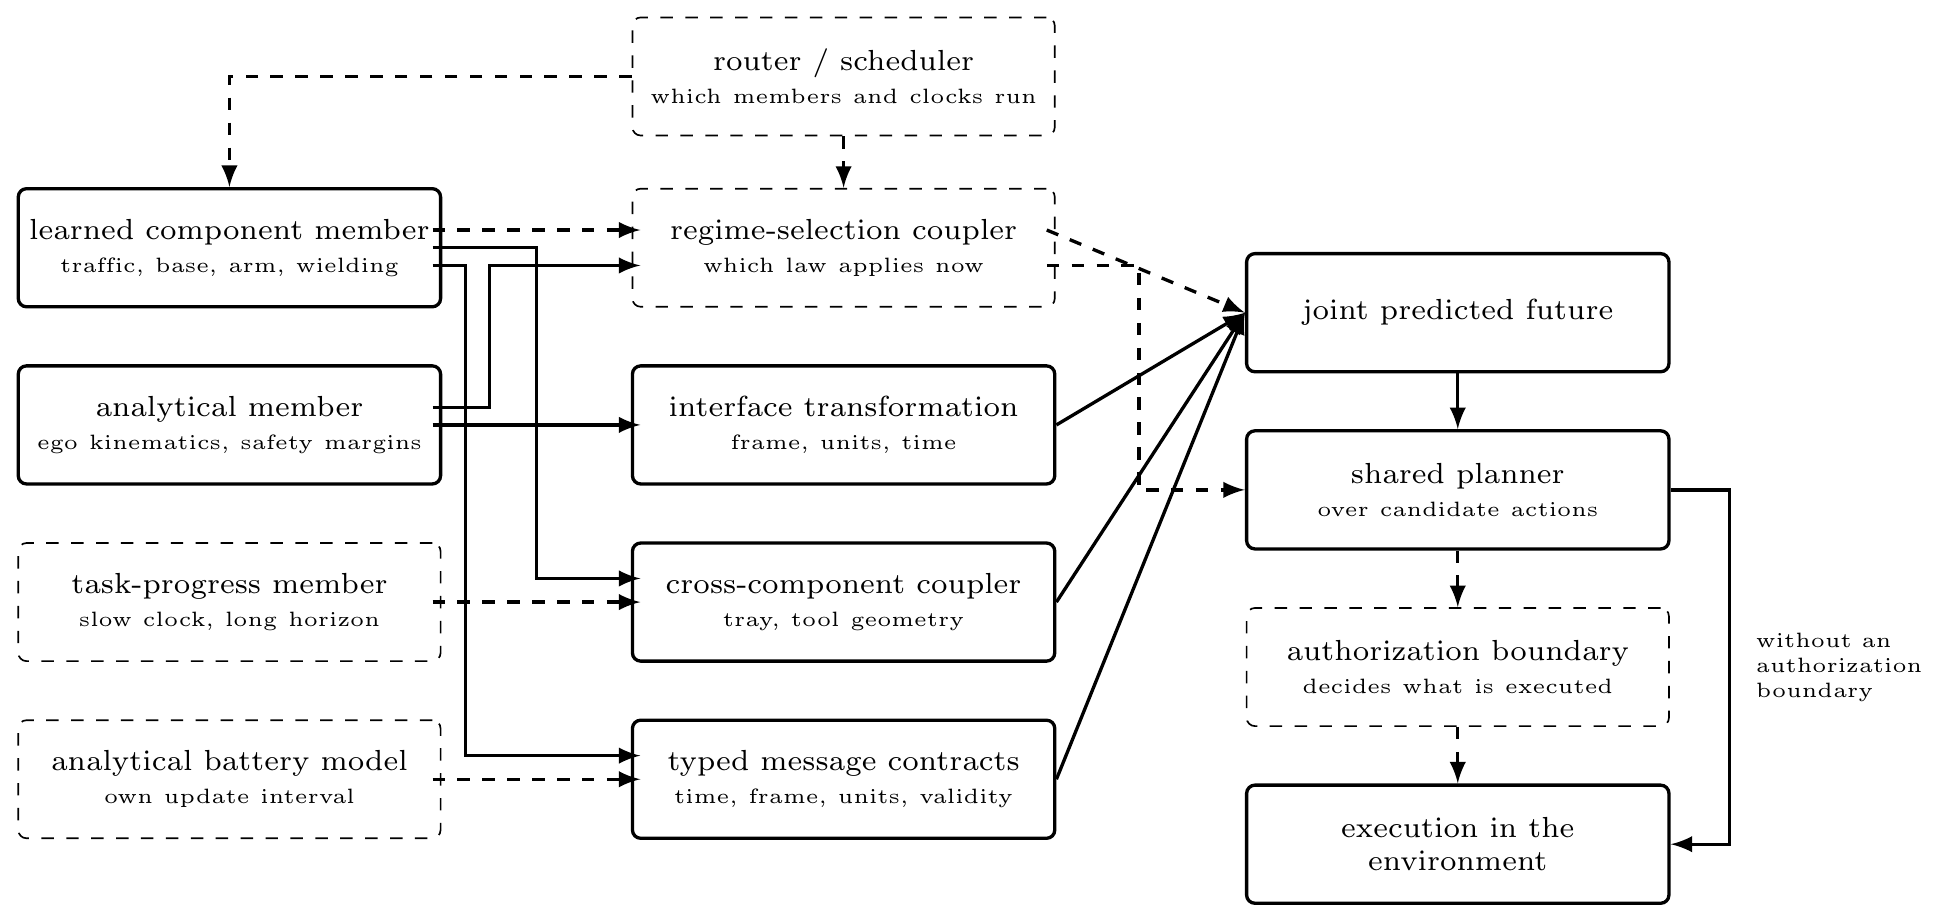 router / scheduler
which members and clocks run
learned component member
traffic, base, arm, wielding
regime-selection coupler
which law applies now
joint predicted future
analytical member
ego kinematics, safety margins
interface transformation
frame, units, time
shared planner
over candidate actions
task-progress member
slow clock, long horizon
cross-component coupler
tray, tool geometry
authorization boundary
decides what is executed
without an
authorization
boundary
analytical battery model
own update interval
typed message contracts
time, frame, units, validity
execution in the
environment